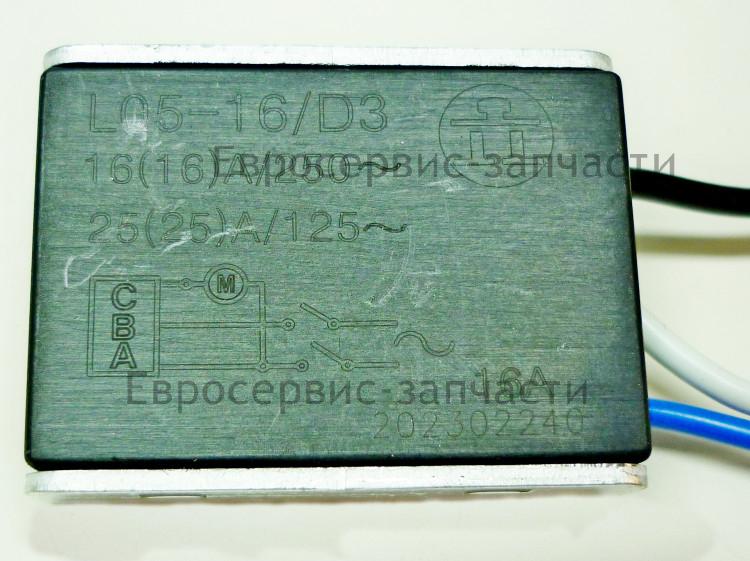 L05-16/D3
16(16)A/250~
Евросервис-запчасти
25(25)A/125~
M
C
B
A
~
16A
Евросервис-запчасти
202302240